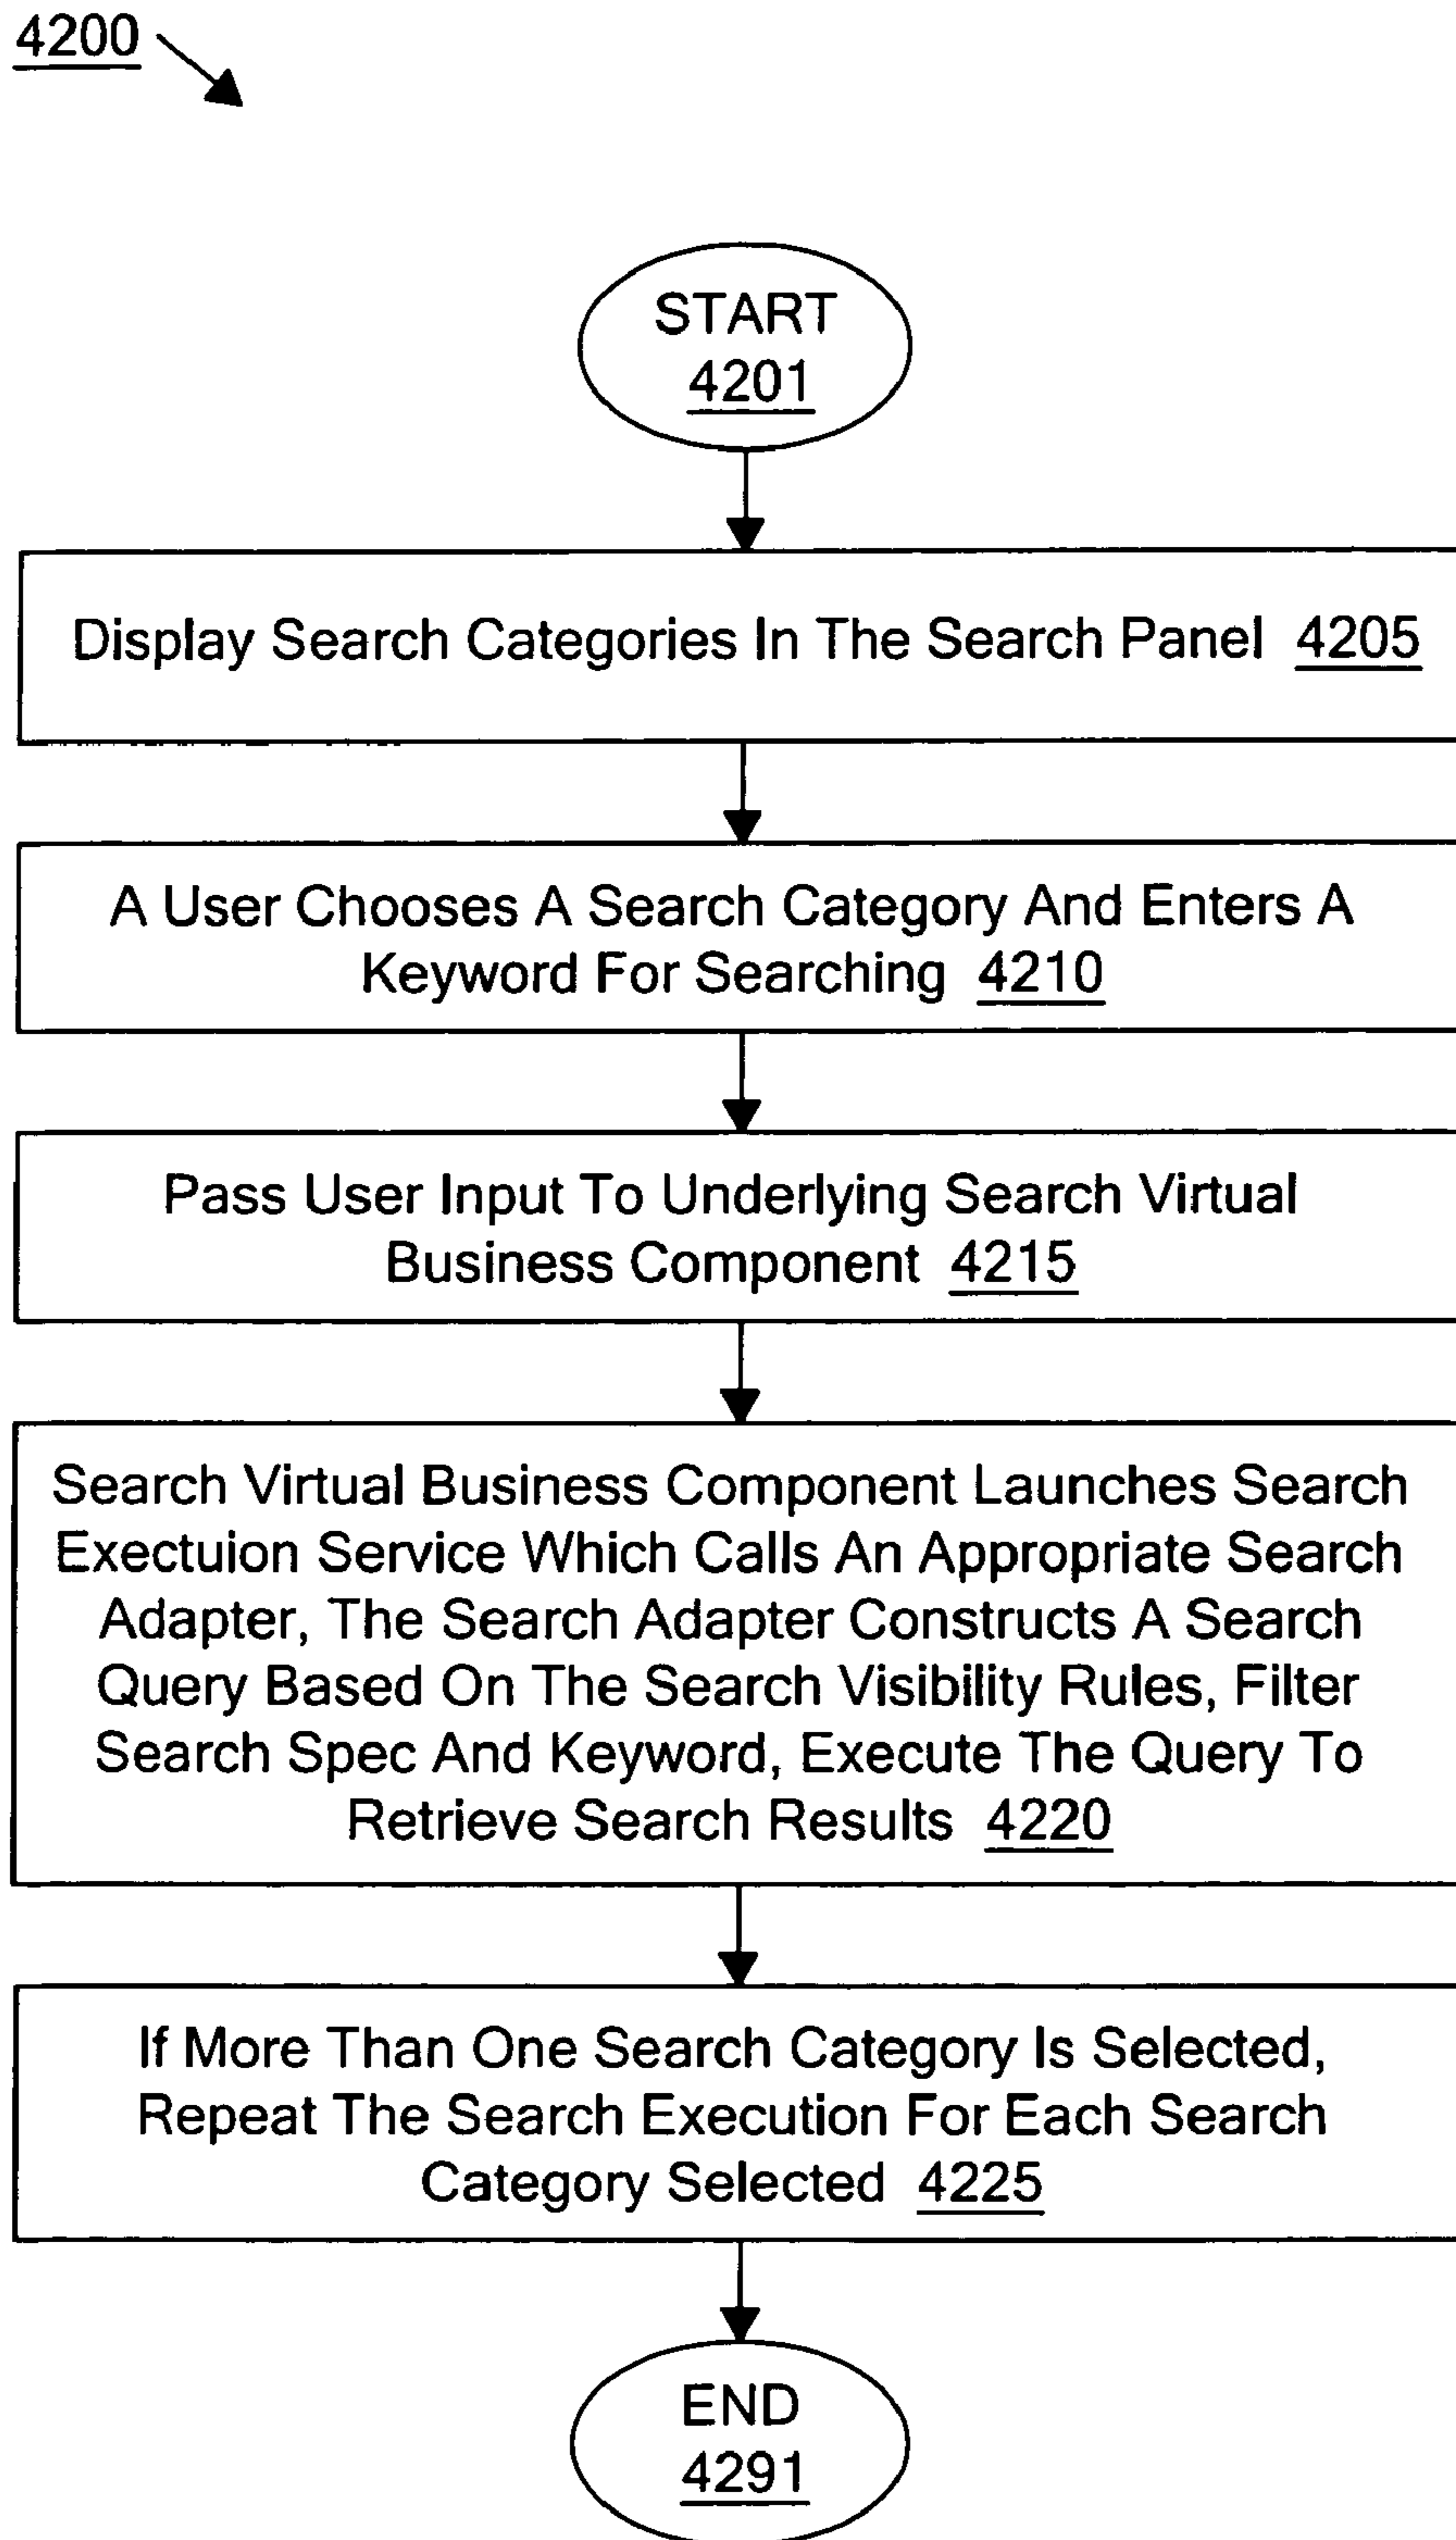 4200
START
4201
Display Search Categories In The Search Panel 4205
A User Chooses A Search Category And Enters A
Keyword For Searching 4210
Pass User Input To Underlying Search Virtual
Business Component 4215
Search Virtual Business Component Launches Search
Exectuion Service Which Calls An Appropriate Search
Adapter, The Search Adapter Constructs A Search
Query Based On The Search Visibility Rules, Filter
Search Spec And Keyword, Execute The Query To
Retrieve Search Results 4220
If More Than One Search Category Is Selected,
Repeat The Search Execution For Each Search
Category Selected 4225
END
4291